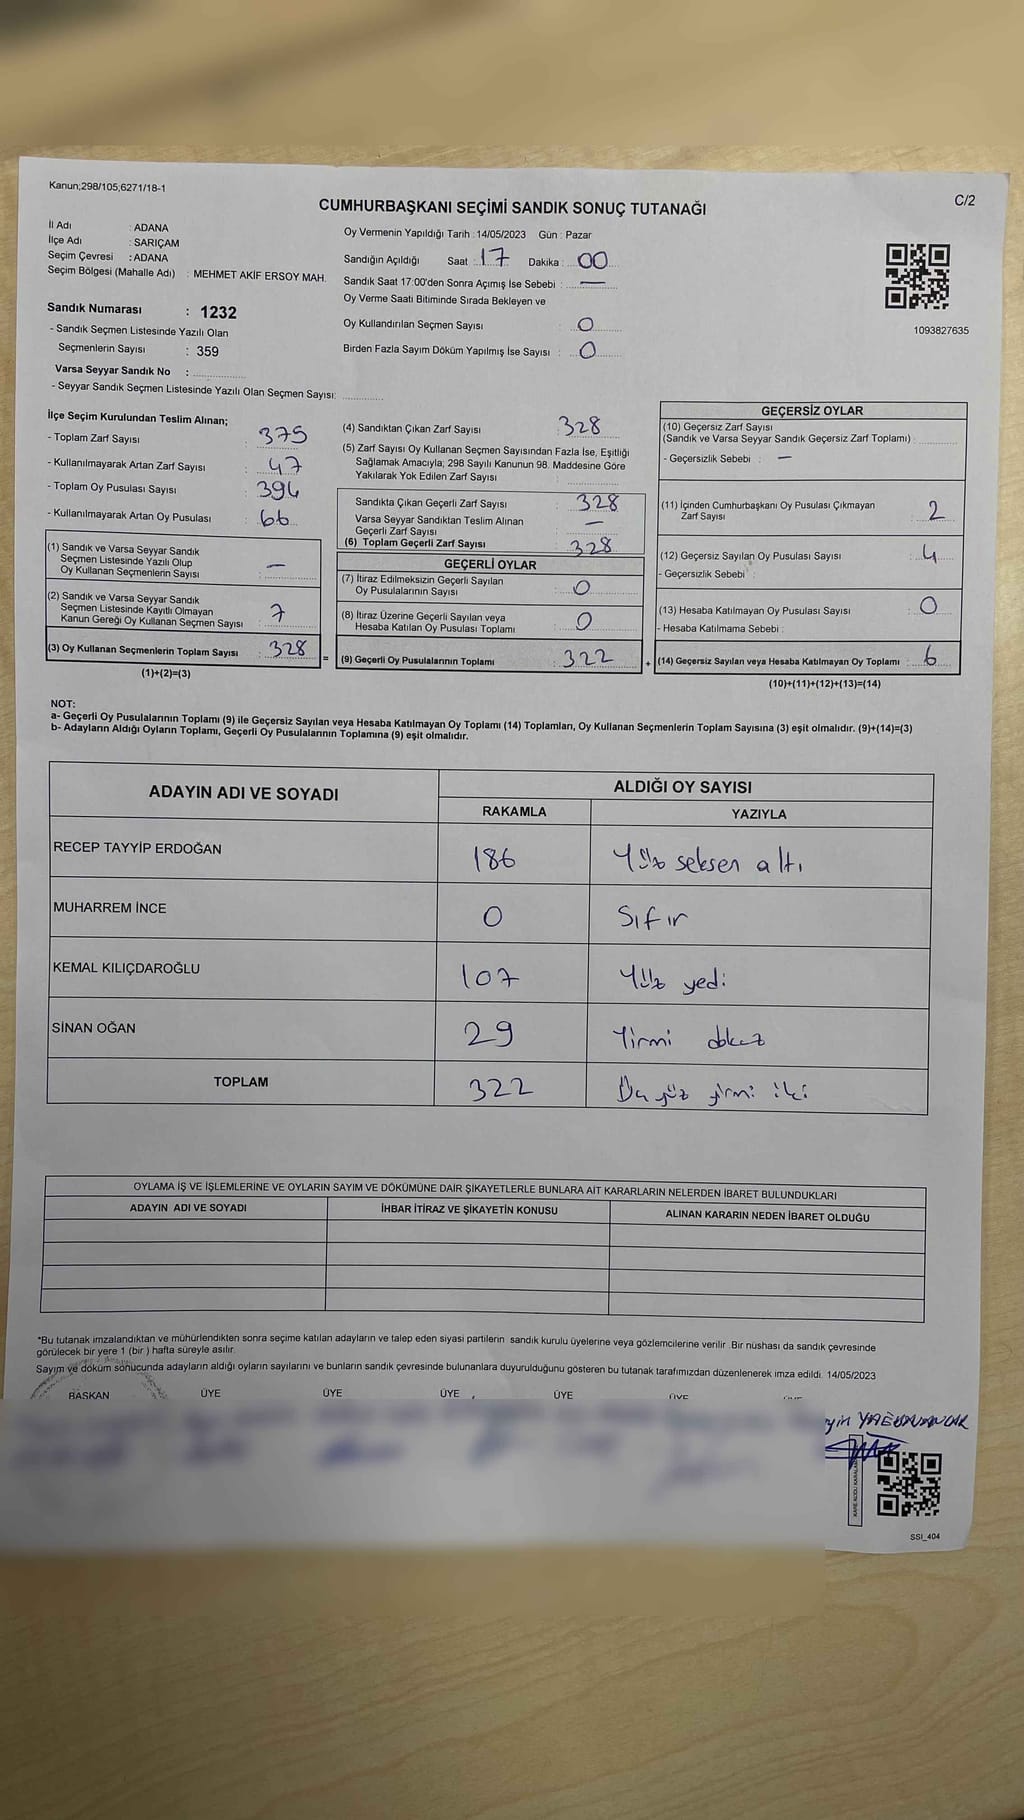 Kanun;298/105;6271/18-1
C/2
CUMHURBAŞKANI SEÇİMİ SANDIK SONUÇ TUTANAĞI
İl Adı : ADANA
İlçe Adı : SARIÇAM
Seçim Çevresi : ADANA
Seçim Bölgesi (Mahalle Adı) : MEHMET AKİF ERSOY MAH.
Sandık Numarası : 1232
- Sandık Seçmen Listesinde Yazılı Olan
Seçmenlerin Sayısı : 359
Varsa Seyyar Sandık No :
- Seyyar Sandık Seçmen Listesinde Yazılı Olan Seçmen Sayısı:
Oy Vermenin Yapıldığı Tarih : 14/05/2023 Gün : Pazar
Sandığın Açıldığı Saat : 17 Dakika : 00
Sandık Saat 17:00'den Sonra Açımış İse Sebebi : —
Oy Verme Saati Bitiminde Sırada Bekleyen ve
Oy Kullandırılan Seçmen Sayısı : 0
Birden Fazla Sayım Döküm Yapılmış İse Sayısı : 0
1093827635
İlçe Seçim Kurulundan Teslim Alınan;
- Toplam Zarf Sayısı : 375
- Kullanılmayarak Artan Zarf Sayısı : 47
- Toplam Oy Pusulası Sayısı : 394
- Kullanılmayarak Artan Oy Pusulası : 66
(1) Sandık ve Varsa Seyyar Sandık
Seçmen Listesinde Yazılı Olup
Oy Kullanan Seçmenlerin Sayısı : —
(2) Sandık ve Varsa Seyyar Sandık
Seçmen Listesinde Kayıtlı Olmayan
Kanun Gereği Oy Kullanan Seçmen Sayısı : 7
(3) Oy Kullanan Seçmenlerin Toplam Sayısı : 328
(1)+(2)=(3)
(4) Sandıktan Çıkan Zarf Sayısı : 328
(5) Zarf Sayısı Oy Kullanan Seçmen Sayısından Fazla İse, Eşitliği
Sağlamak Amacıyla; 298 Sayılı Kanunun 98. Maddesine Göre
Yakılarak Yok Edilen Zarf Sayısı :
Sandıkta Çıkan Geçerli Zarf Sayısı : 328
Varsa Seyyar Sandıktan Teslim Alınan
Geçerli Zarf Sayısı : —
(6) Toplam Geçerli Zarf Sayısı : 328
=
GEÇERLİ OYLAR
(7) İtiraz Edilmeksizin Geçerli Sayılan
Oy Pusulalarının Sayısı : 0
(8) İtiraz Üzerine Geçerli Sayılan veya
Hesaba Katılan Oy Pusulası Toplamı : 0
(9) Geçerli Oy Pusulalarının Toplamı : 322
+
GEÇERSİZ OYLAR
(10) Geçersiz Zarf Sayısı
(Sandık ve Varsa Seyyar Sandık Geçersiz Zarf Toplamı) :
- Geçersizlik Sebebi : —
(11) İçinden Cumhurbaşkanı Oy Pusulası Çıkmayan
Zarf Sayısı : 2
(12) Geçersiz Sayılan Oy Pusulası Sayısı : 4
- Geçersizlik Sebebi :
(13) Hesaba Katılmayan Oy Pusulası Sayısı : 0
- Hesaba Katılmama Sebebi :
(14) Geçersiz Sayılan veya Hesaba Katılmayan Oy Toplamı : 6
(10)+(11)+(12)+(13)=(14)
NOT:
a- Geçerli Oy Pusulalarının Toplamı (9) ile Geçersiz Sayılan veya Hesaba Katılmayan Oy Toplamı (14) Toplamları, Oy Kullanan Seçmenlerin Toplam Sayısına (3) eşit olmalıdır. (9)+(14)=(3)
b- Adayların Aldığı Oyların Toplamı, Geçerli Oy Pusulalarının Toplamına (9) eşit olmalıdır.
ADAYIN ADI VE SOYADI ALDIĞI OY SAYISI
RAKAMLA YAZIYLA
RECEP TAYYİP ERDOĞAN 186 Yüz seksen altı
MUHARREM İNCE 0 Sıfır
KEMAL KILIÇDAROĞLU 107 Yüz yedi
SİNAN OĞAN 29 Yirmi dokuz
TOPLAM 322 yüz yirmi iki
OYLAMA İŞ VE İŞLEMLERİNE VE OYLARIN SAYIM VE DÖKÜMÜNE DAİR ŞİKAYETLERLE BUNLARA AİT KARARLARIN NELERDEN İBARET BULUNDUKLARI
ADAYIN ADI VE SOYADI İHBAR İTİRAZ VE ŞİKAYETİN KONUSU ALINAN KARARIN NEDEN İBARET OLDUĞU
*Bu tutanak imzalandıktan ve mühürlendikten sonra seçime katılan adayların ve talep eden siyasi partilerin sandık kurulu üyelerine veya gözlemcilerine verilir. Bir nüshası da sandık çevresinde
görülecek bir yere 1 (bir ) hafta süreyle asılır.
Sayım ve döküm sonucunda adayların aldığı oyların sayılarını ve bunların sandık çevresinde bulunanlara duyurulduğunu gösteren bu tutanak tarafımızdan düzenlenerek imza edildi. 14/05/2023
BAŞKAN ÜYE ÜYE ÜYE ÜYE ÜYE
SSI_404